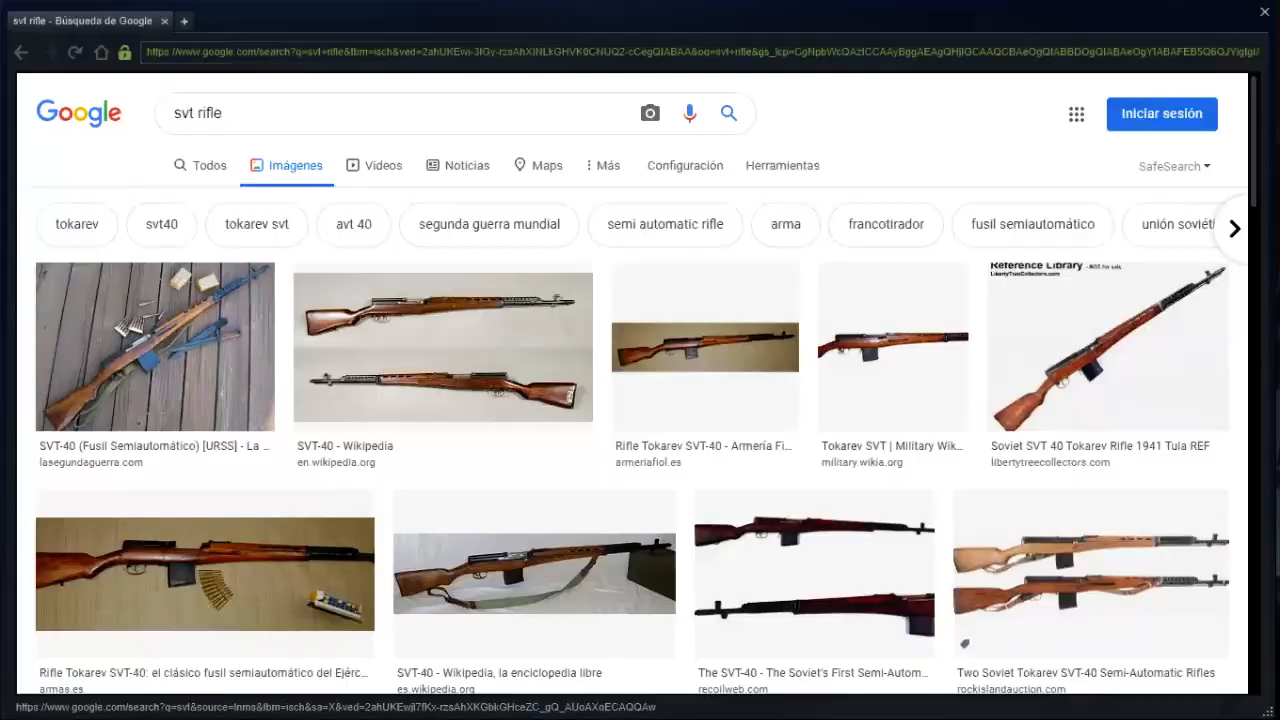 svt rifle - Búsqueda de Google
Google
svt rifle
Iniciar sesión
Todos
Imágenes
Videos
Noticias
Maps
Más
Configuración
Herramientas
SafeSearch
tokarev
svt40
tokarev svt
avt 40
segunda guerra mundial
semi automatic rifle
arma
francotirador
fusil semiautomático
unión soviéti
Reference Library
LibertyTreeCollectors.com
SVT-40 (Fusil Semiautomático) [URSS] - La ...
lasegundaguerra.com
SVT-40 - Wikipedia
en.wikipedia.org
Rifle Tokarev SVT-40 - Armería Fi...
armeriafiol.es
Tokarev SVT | Military Wik...
military.wikia.org
Soviet SVT 40 Tokarev Rifle 1941 Tula REF
libertytreecollectors.com
Rifle Tokarev SVT-40: el clásico fusil semiautomático del Ejérc...
armas.es
SVT-40 - Wikipedia, la enciclopedia libre
es.wikipedia.org
The SVT-40 - The Soviet's First Semi-Autom...
recoilweb.com
Two Soviet Tokarev SVT-40 Semi-Automatic Rifles
rockislandauction.com